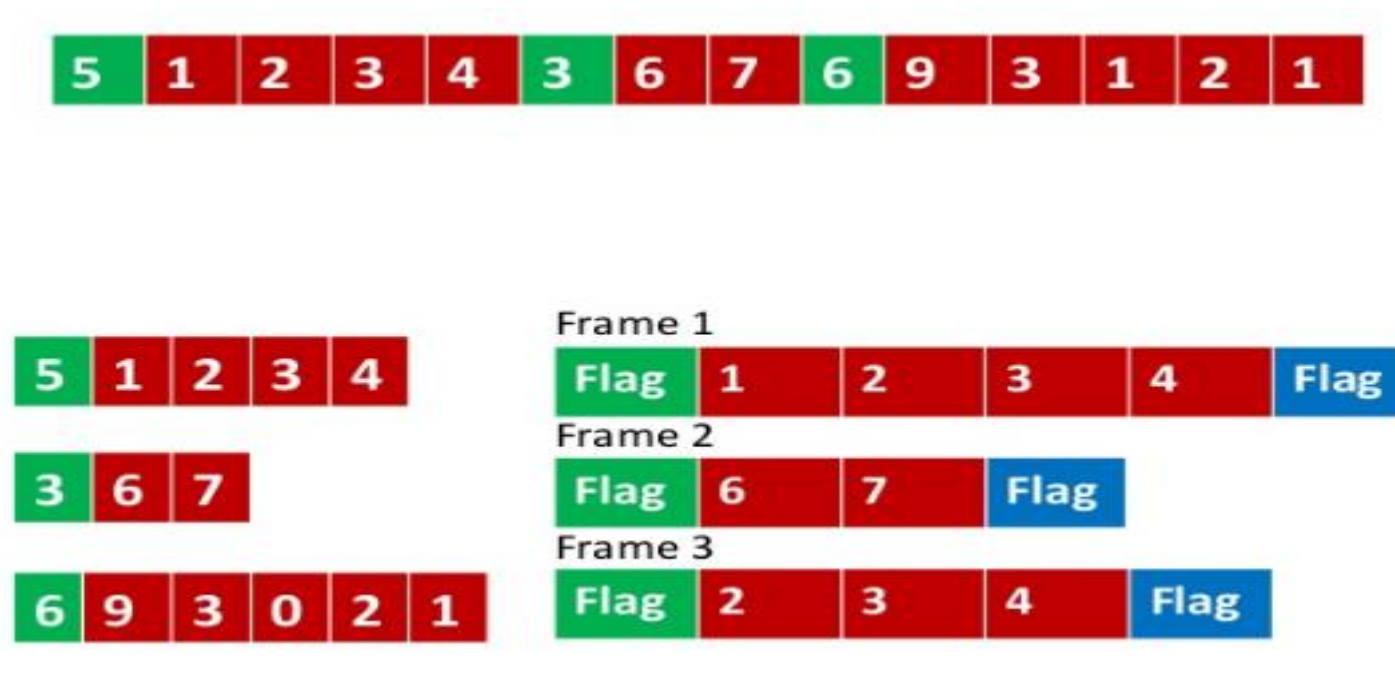 5 1 2 3 4 3 6 7 6 9 3 1 2 1
5 1 2 3 4
3 6 7
6 9 3 0 2 1
Frame 1
Flag 1 2 3 4 Flag
Frame 2
Flag 6 7 Flag
Frame 3
Flag 2 3 4 Flag